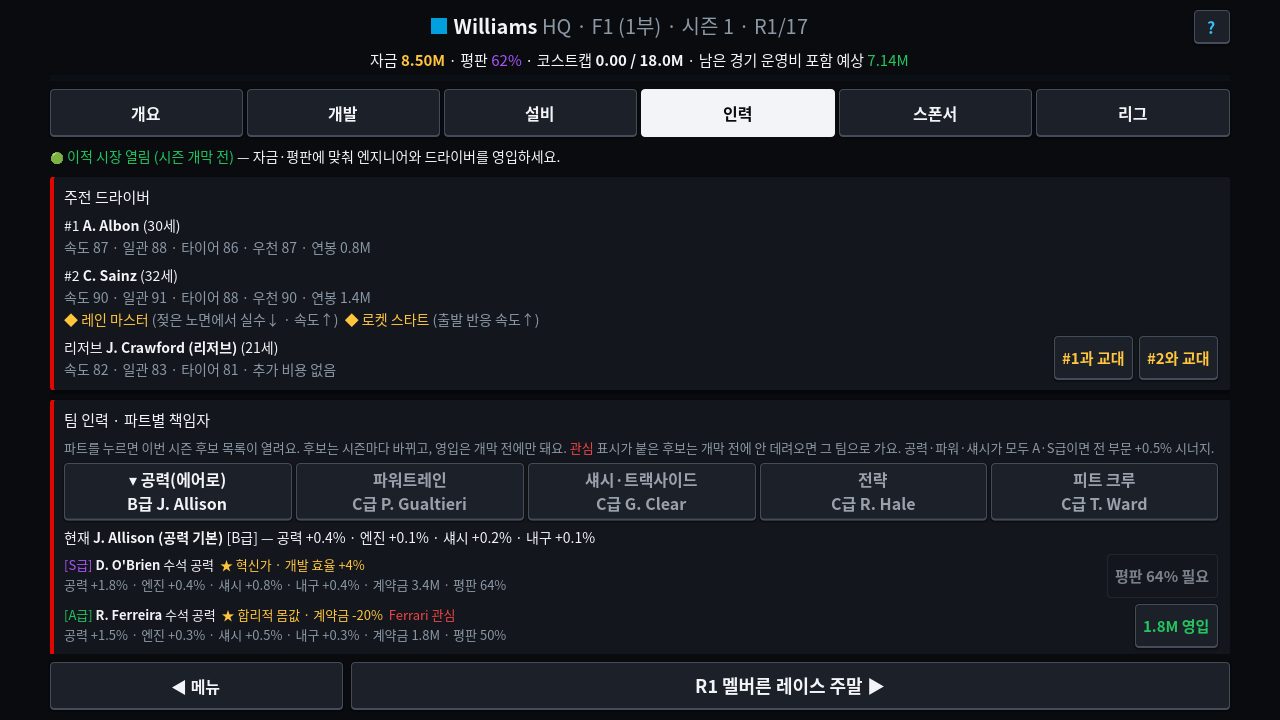 Williams HQ · F1 (1부) · 시즌 1 · R1/17
?
자금 8.50M · 평판 62% · 코스트캡 0.00 / 18.0M · 남은 경기 운영비 포함 예상 7.14M
개요
개발
설비
인력
스폰서
리그
이적 시장 열림 (시즌 개막 전) — 자금·평판에 맞춰 엔지니어와 드라이버를 영입하세요.
주전 드라이버
#1 A. Albon (30세)
속도 87 · 일관 88 · 타이어 86 · 우천 87 · 연봉 0.8M
#2 C. Sainz (32세)
속도 90 · 일관 91 · 타이어 88 · 우천 90 · 연봉 1.4M
◆ 레인 마스터 (젖은 노면에서 실수↓ · 속도↑) ◆ 로켓 스타트 (출발 반응 속도↑)
리저브 J. Crawford (리저브) (21세)
속도 82 · 일관 83 · 타이어 81 · 추가 비용 없음
#1과 교대
#2와 교대
팀 인력 · 파트별 책임자
파트를 누르면 이번 시즌 후보 목록이 열려요. 후보는 시즌마다 바뀌고, 영입은 개막 전에만 돼요. 관심 표시가 붙은 후보는 개막 전에 안 데려오면 그 팀으로 가요. 공력·파워·섀시가 모두 A·S급이면 전 부문 +0.5% 시너지.
▾ 공력(에어로)
B급 J. Allison
파워트레인
C급 P. Gualtieri
섀시·트랙사이드
C급 G. Clear
전략
C급 R. Hale
피트 크루
C급 T. Ward
현재 J. Allison (공력 기본) [B급] — 공력 +0.4% · 엔진 +0.1% · 섀시 +0.2% · 내구 +0.1%
[S급] D. O'Brien 수석 공력 ★ 혁신가 · 개발 효율 +4%
공력 +1.8% · 엔진 +0.4% · 섀시 +0.8% · 내구 +0.4% · 계약금 3.4M · 평판 64%
평판 64% 필요
[A급] R. Ferreira 수석 공력 ★ 합리적 몸값 · 계약금 -20% Ferrari 관심
공력 +1.5% · 엔진 +0.3% · 섀시 +0.5% · 내구 +0.3% · 계약금 1.8M · 평판 50%
1.8M 영입
◀ 메뉴
R1 멜버른 레이스 주말 ▶